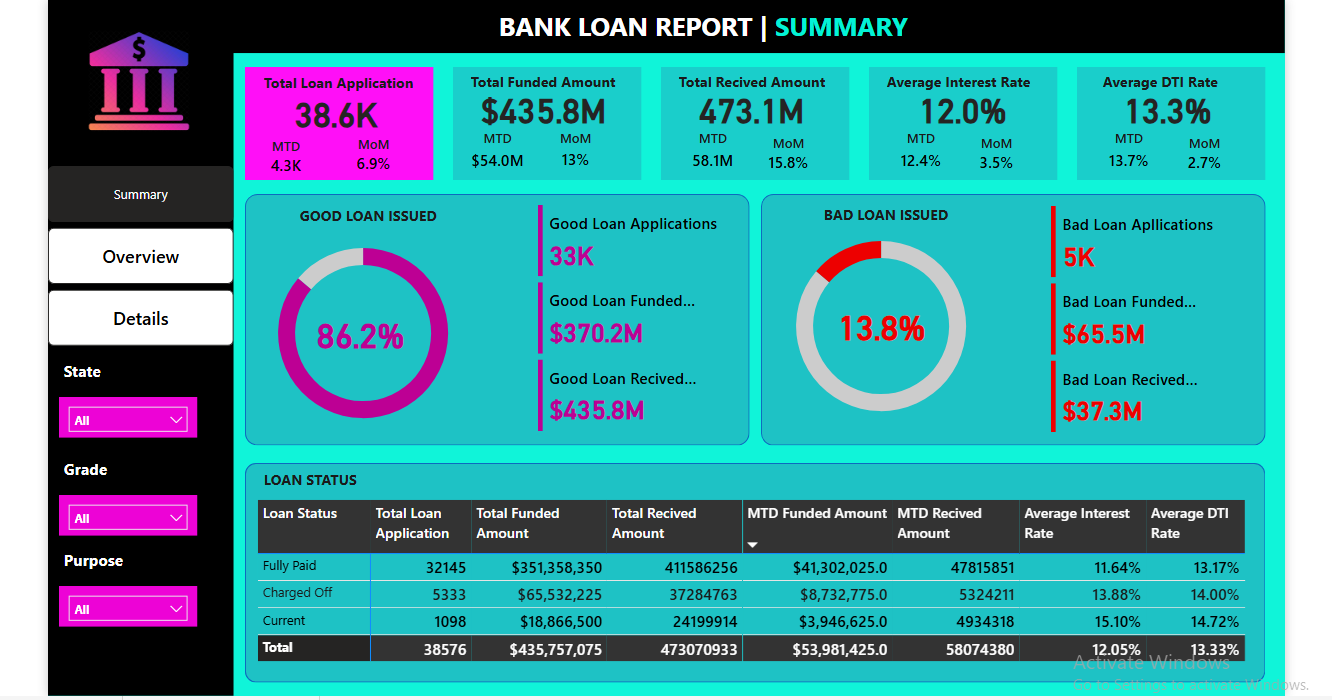 BANK LOAN REPORT | SUMMARY
$
Summary
Overview
Details
State
All
Grade
All
Purpose
All
Total Loan Application
38.6K
MTD MoM
4.3K 6.9%
Total Funded Amount
$435.8M
MTD MoM
$54.0M 13%
Total Recived Amount
473.1M
MTD MoM
58.1M 15.8%
Average Interest Rate
12.0%
MTD MoM
12.4% 3.5%
Average DTI Rate
13.3%
MTD MoM
13.7% 2.7%
GOOD LOAN ISSUED
86.2%
Good Loan Applications
33K
Good Loan Funded...
$370.2M
Good Loan Recived...
$435.8M
BAD LOAN ISSUED
13.8%
Bad Loan Apllications
5K
Bad Loan Funded...
$65.5M
Bad Loan Recived...
$37.3M
LOAN STATUS
Loan Status Total Loan Total Funded Total Recived MTD Funded Amount MTD Recived Average Interest Average DTI
Application Amount Amount Amount Rate Rate
Fully Paid 32145 $351,358,350 411586256 $41,302,025.0 47815851 11.64% 13.17%
Charged Off 5333 $65,532,225 37284763 $8,732,775.0 5324211 13.88% 14.00%
Current 1098 $18,866,500 24199914 $3,946,625.0 4934318 15.10% 14.72%
Total 38576 $435,757,075 473070933 $53,981,425.0 58074380 12.05% 13.33%
Activate Windows
Go to Settings to activate Windows.